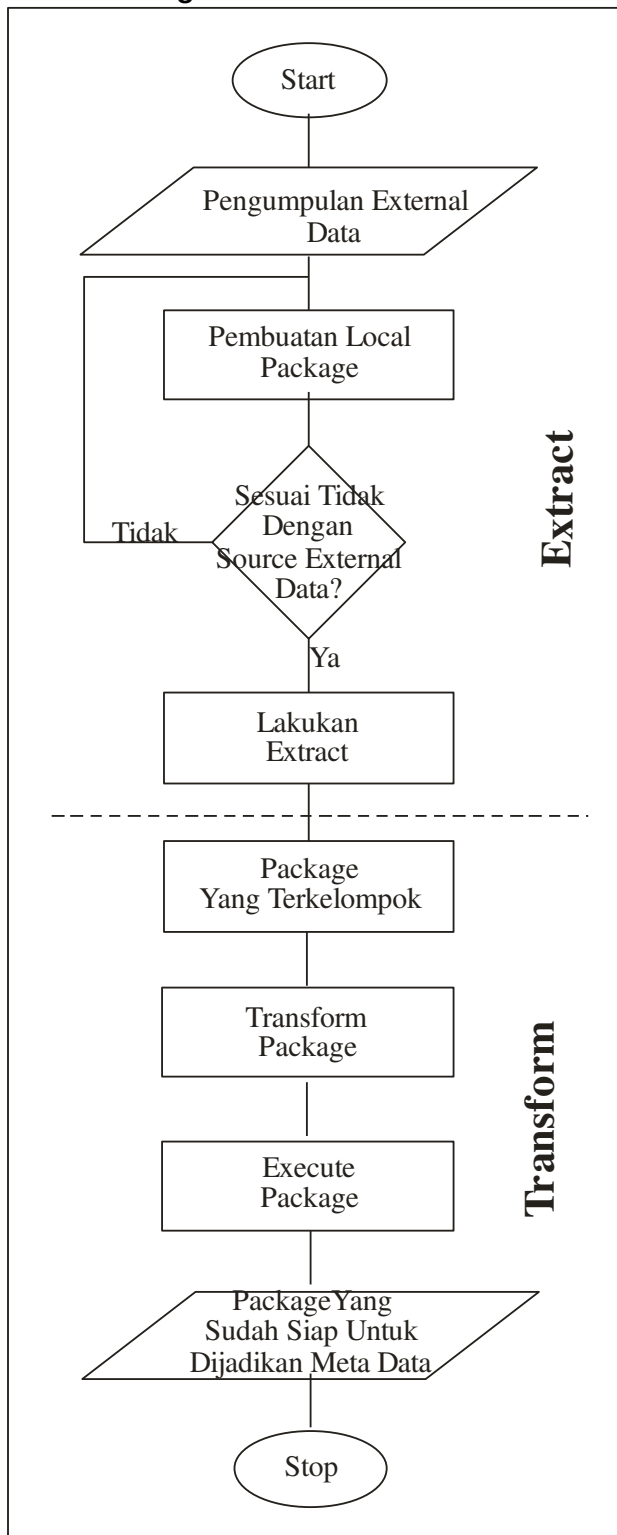 Start
Pengumpulan External
Data
Pembuatan Local
Package
Sesuai Tidak
Dengan
Source External
Data?
Tidak
Ya
Lakukan
Extract
Extract
Package
Yang Terkelompok
Transform
Package
Execute
Package
Transform
PackageYang
Sudah Siap Untuk
Dijadikan Meta Data
Stop